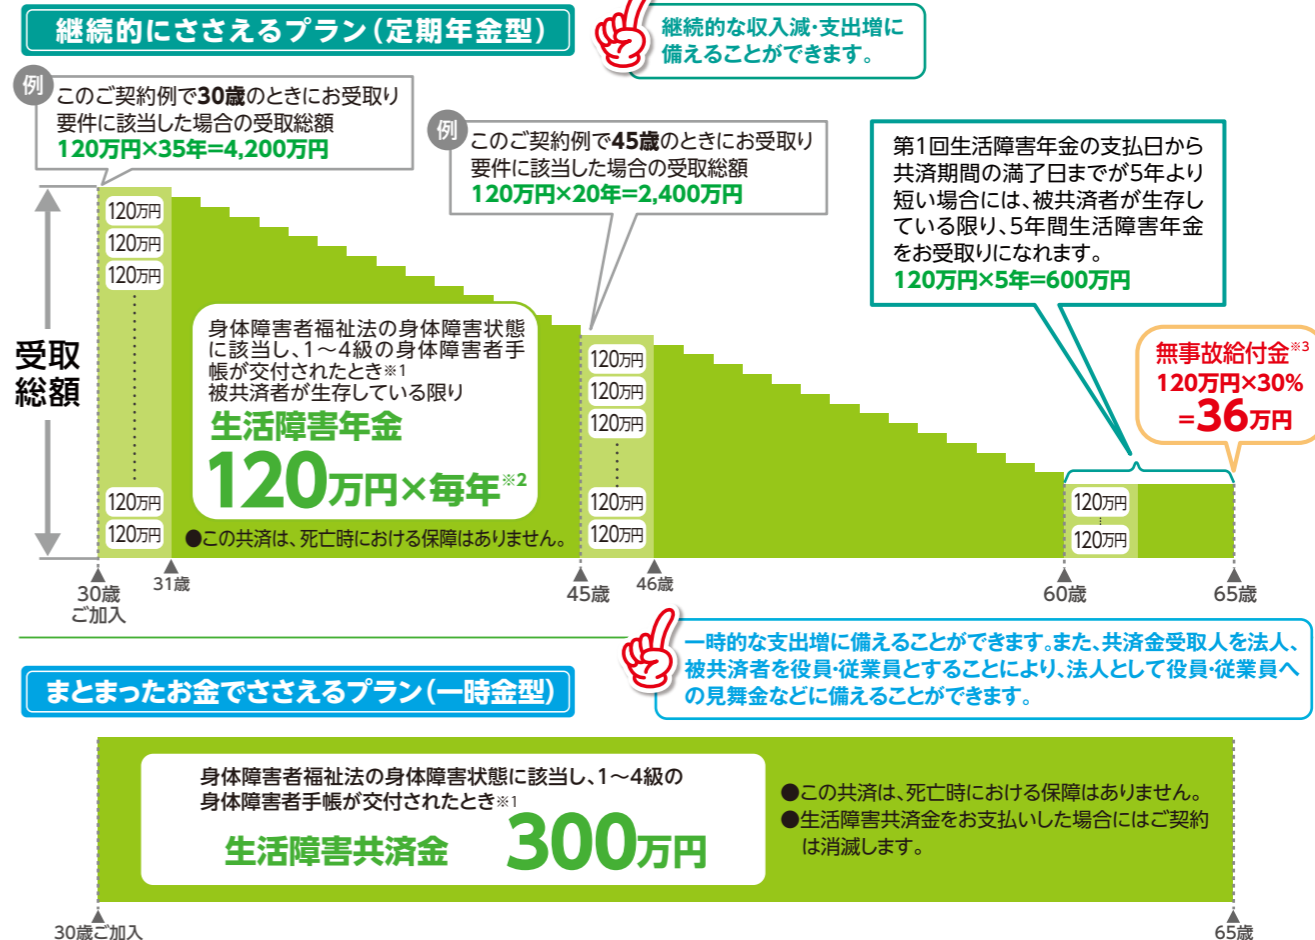 継続的にささえるプラン(定期年金型)
継続的な収入減・支出増に
備えることができます。
例
このご契約例で30歳のときにお受取り
要件に該当した場合の受取総額
120万円×35年=4,200万円
例
このご契約例で45歳のときにお受取り
要件に該当した場合の受取総額
120万円×20年=2,400万円
第1回生活障害年金の支払日から
共済期間の満了日までが5年より
短い場合には、被共済者が生存し
ている限り、5年間生活障害年金
をお受取りになれます。
120万円×5年=600万円
無事故給付金※3
120万円×30%
=36万円
受取
総額
120万円
120万円
120万円
120万円
120万円
身体障害者福祉法の身体障害状態
に該当し、1~4級の身体障害者手
帳が交付されたとき※1
被共済者が生存している限り
生活障害年金
120万円×毎年※2
●この共済は、死亡時における保障はありません。
120万円
120万円
120万円
120万円
120万円
120万円
120万円
30歳
ご加入
31歳
45歳
46歳
60歳
65歳
一時的な支出増に備えることができます。また、共済金受取人を法人、
被共済者を役員・従業員とすることにより、法人として役員・従業員へ
の見舞金などに備えることができます。
まとまったお金でささえるプラン(一時金型)
身体障害者福祉法の身体障害状態に該当し、1~4級の
身体障害者手帳が交付されたとき※1
生活障害共済金 300万円
●この共済は、死亡時における保障はありません。
●生活障害共済金をお支払いした場合にはご契約
は消滅します。
30歳ご加入
65歳